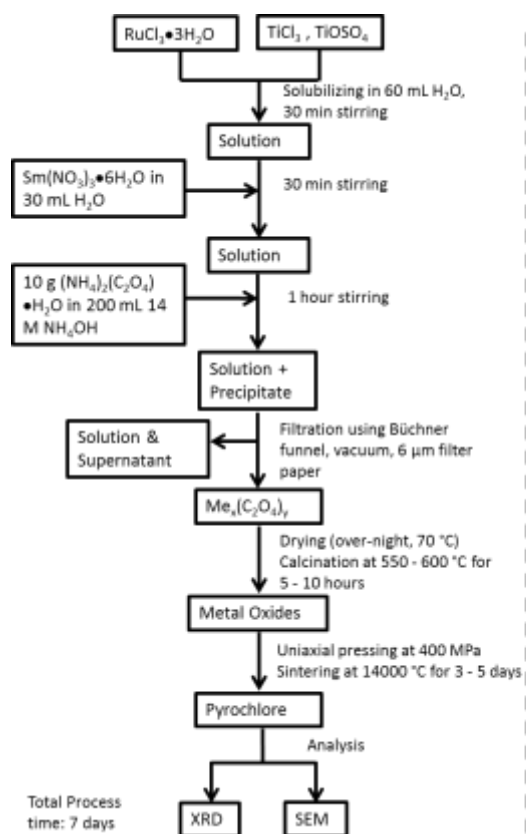 RuCl₃•3H₂O
TiCl₃ , TiOSO₄
Solubilizing in 60 mL H₂O,
30 min stirring
Solution
Sm(NO₃)₃•6H₂O in
30 mL H₂O
30 min stirring
Solution
10 g (NH₄)₂(C₂O₄)
•H₂O in 200 mL 14
M NH₄OH
1 hour stirring
Solution +
Precipitate
Solution &
Supernatant
Filtration using Büchner
funnel, vacuum, 6 µm filter
paper
Meₓ(C₂O₄)ᵧ
Drying (over-night, 70 °C)
Calcination at 550 - 600 °C for
5 - 10 hours
Metal Oxides
Uniaxial pressing at 400 MPa
Sintering at 14000 °C for 3 - 5 days
Pyrochlore
Analysis
Total Process
time: 7 days
XRD
SEM